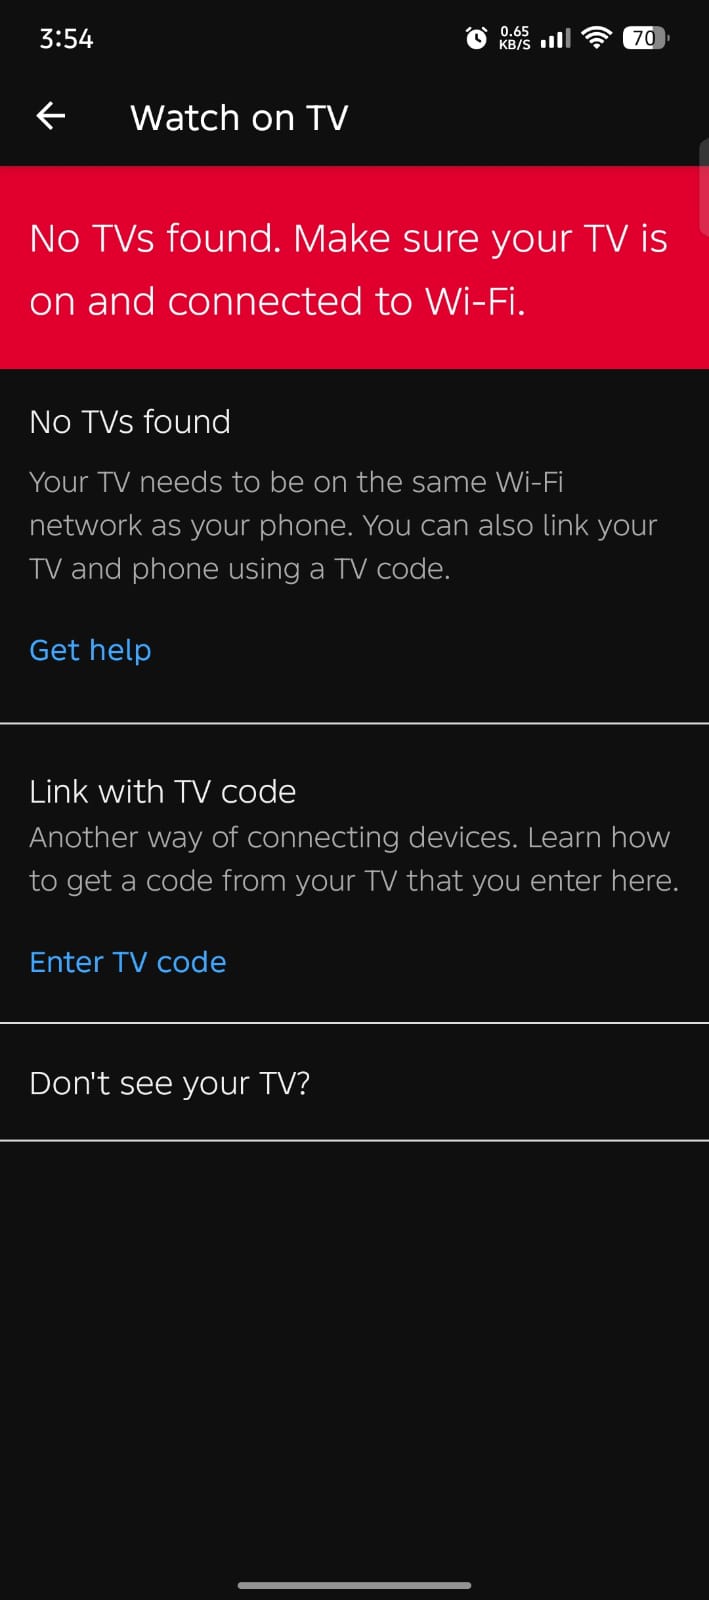 3:54
0.65
KB/S
70
Watch on TV
No TVs found. Make sure your TV is
on and connected to Wi-Fi.
No TVs found
Your TV needs to be on the same Wi-Fi
network as your phone. You can also link your
TV and phone using a TV code.
Get help
Link with TV code
Another way of connecting devices. Learn how
to get a code from your TV that you enter here.
Enter TV code
Don't see your TV?